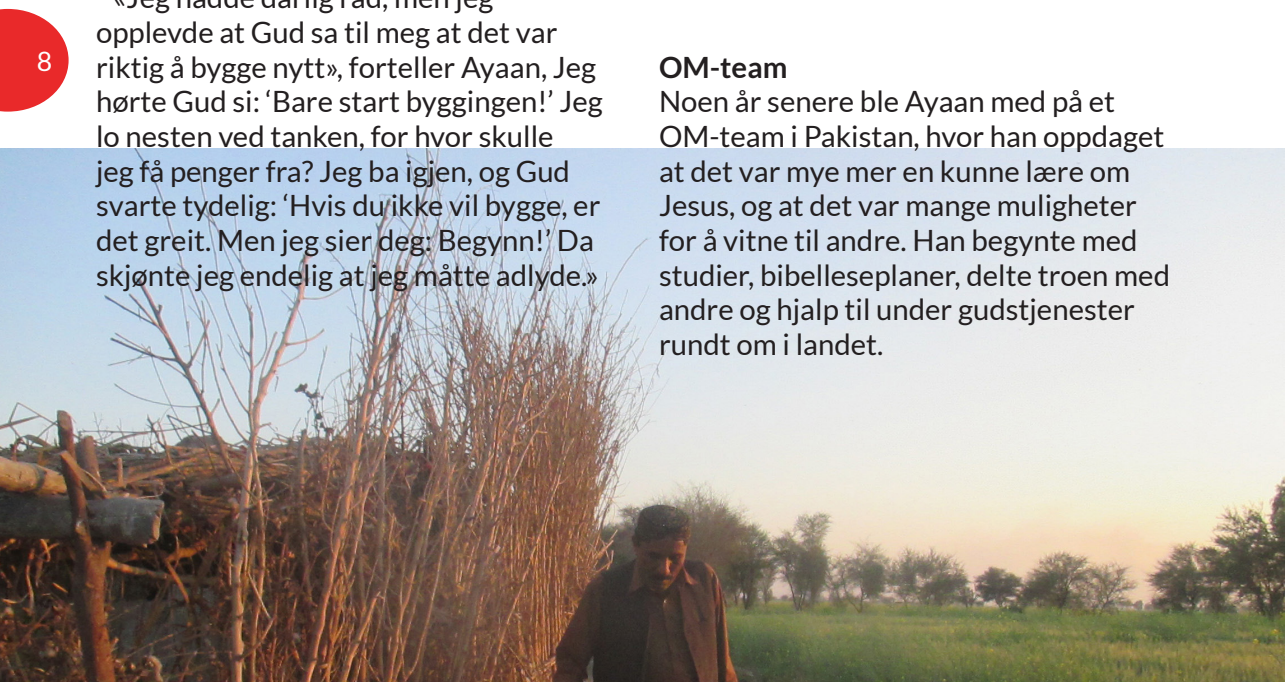 8
«Jeg hadde dårlig råd, men jeg
opplevde at Gud sa til meg at det var
riktig å bygge nytt», forteller Ayaan, Jeg
hørte Gud si: ‘Bare start byggingen!’ Jeg
lo nesten ved tanken, for hvor skulle
jeg få penger fra? Jeg ba igjen, og Gud
svarte tydelig: ‘Hvis du ikke vil bygge, er
det greit. Men jeg sier deg: Begynn!’ Da
skjønte jeg endelig at jeg måtte adlyde.»
OM-team
Noen år senere ble Ayaan med på et
OM-team i Pakistan, hvor han oppdaget
at det var mye mer en kunne lære om
Jesus, og at det var mange muligheter
for å vitne til andre. Han begynte med
studier, bibelleseplaner, delte troen med
andre og hjalp til under gudstjenester
rundt om i landet.